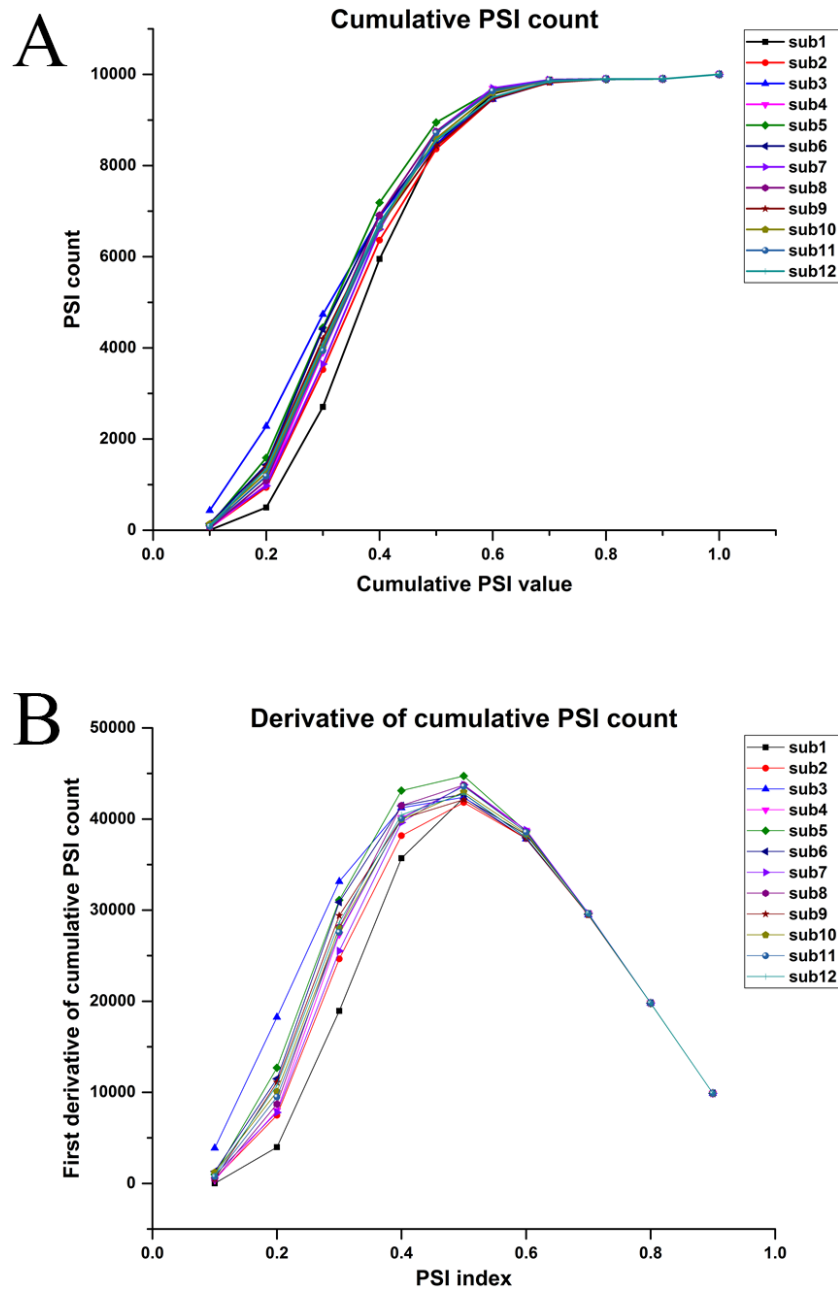 A
Cumulative PSI count
10000
8000
6000
4000
2000
0
PSI count
0.0 0.2 0.4 0.6 0.8 1.0
Cumulative PSI value
sub1
sub2
sub3
sub4
sub5
sub6
sub7
sub8
sub9
sub10
sub11
sub12
B
Derivative of cumulative PSI count
50000
40000
30000
20000
10000
0
First derivative of cumulative PSI count
0.0 0.2 0.4 0.6 0.8 1.0
PSI index
sub1
sub2
sub3
sub4
sub5
sub6
sub7
sub8
sub9
sub10
sub11
sub12